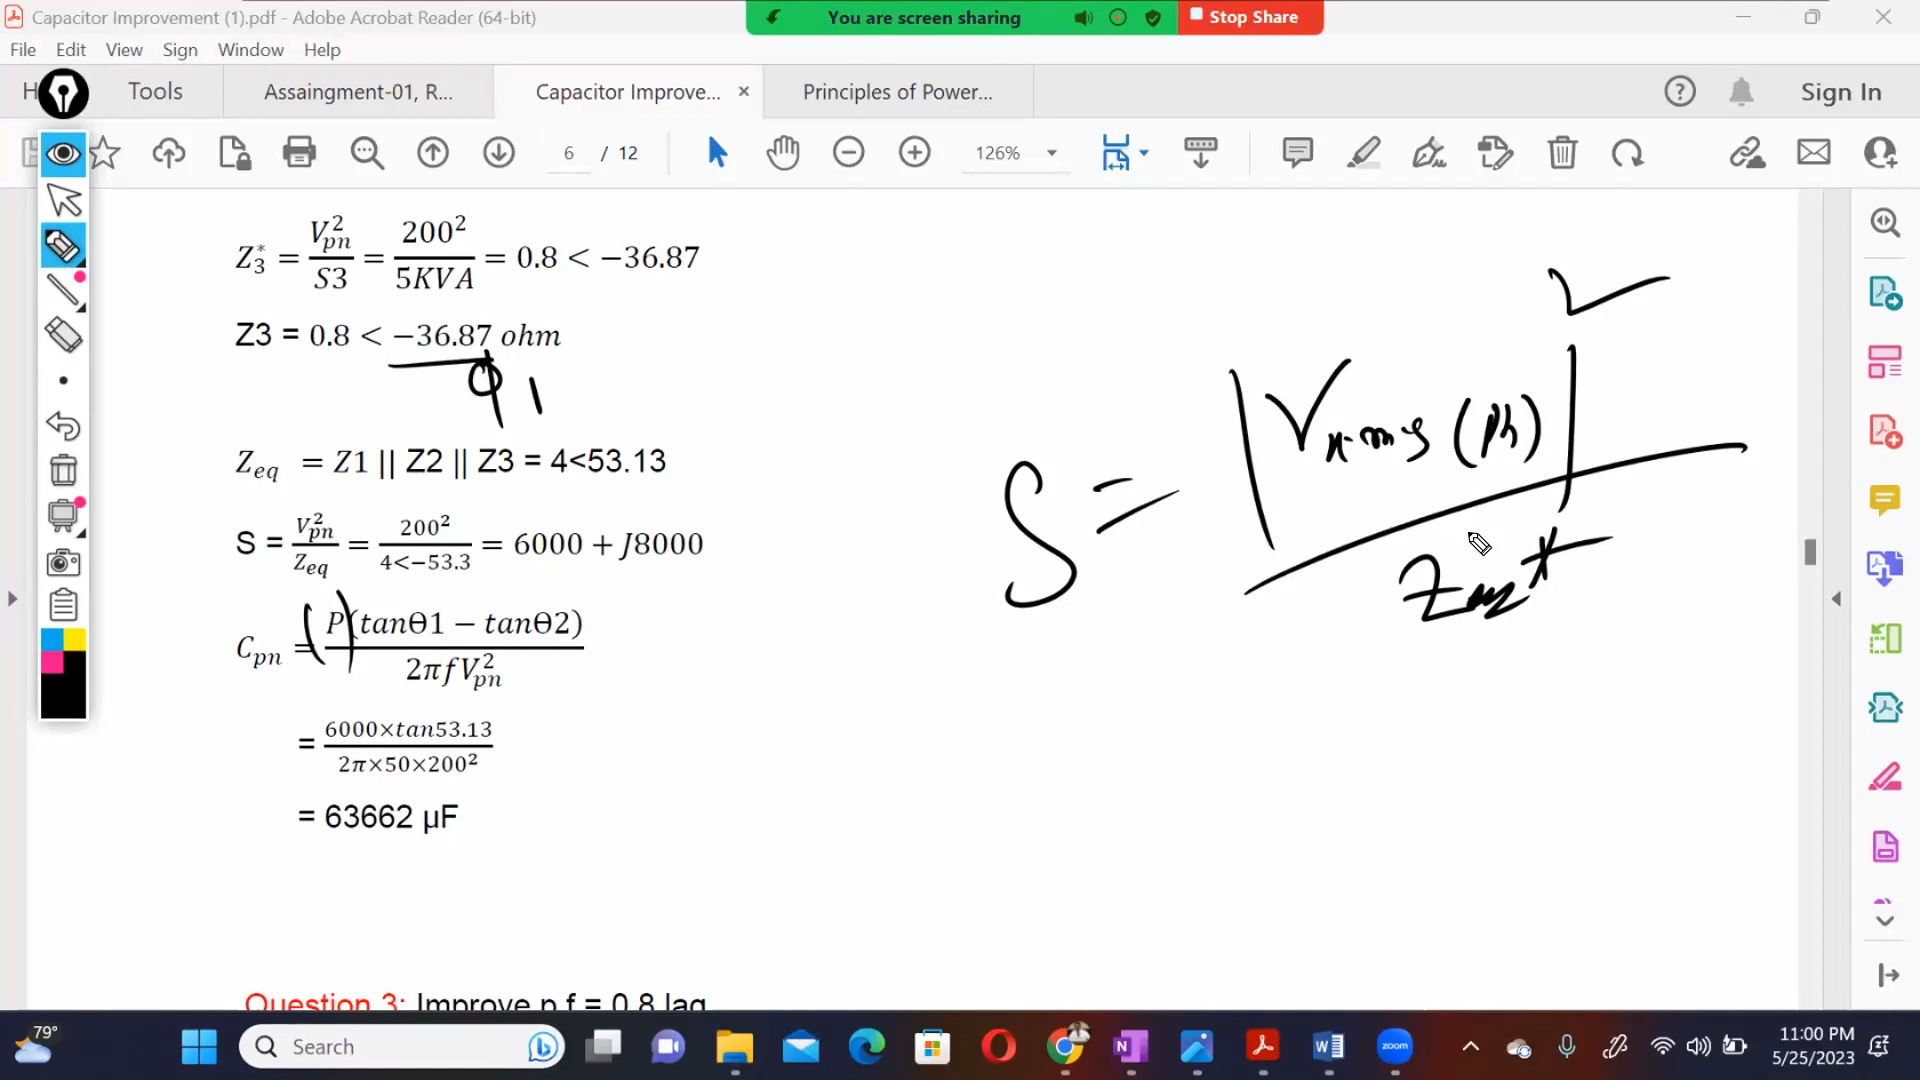 Capacitor Improvement (1).pdf - Adobe Acrobat Reader (64-bit)
You are screen sharing
Stop Share
File Edit View Sign Window Help
H
Tools
Assaingment-01, R...
Capacitor Improve... ×
Principles of Power...
Sign In
6 / 12
126%
Z₃* = V²pn / S3 = 200² / 5KVA = 0.8 < −36.87
Z3 = 0.8 < −36.87 ohm
Zeq = Z1 || Z2 || Z3 = 4<53.13
S = V²pn / Zeq = 200² / 4<−53.3 = 6000 + J8000
Cpn = P(tanΘ1 − tanΘ2) / 2πfV²pn
= 6000×tan53.13 / 2π×50×200²
= 63662 µF
S = |Vrms(ph)| / Zeq*
Question 3: Improve p.f = 0.8 lag
79°
Search
zoom
11:00 PM
5/25/2023